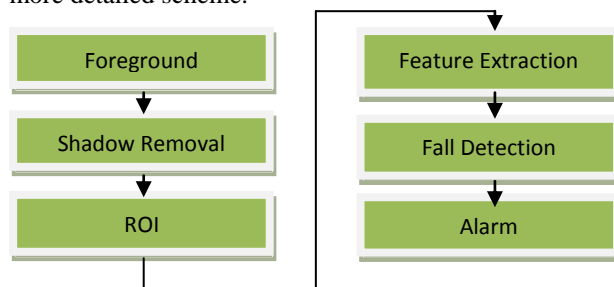 more detailed scheme.
Foreground
Shadow Removal
ROI
Feature Extraction
Fall Detection
Alarm